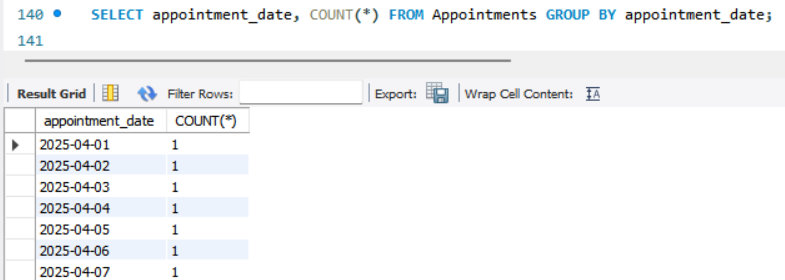 140 SELECT appointment_date, COUNT(*) FROM Appointments GROUP BY appointment_date;
141
Result Grid Filter Rows: Export: Wrap Cell Content: IA
appointment_date COUNT(*)
2025-04-01 1
2025-04-02 1
2025-04-03 1
2025-04-04 1
2025-04-05 1
2025-04-06 1
2025-04-07 1